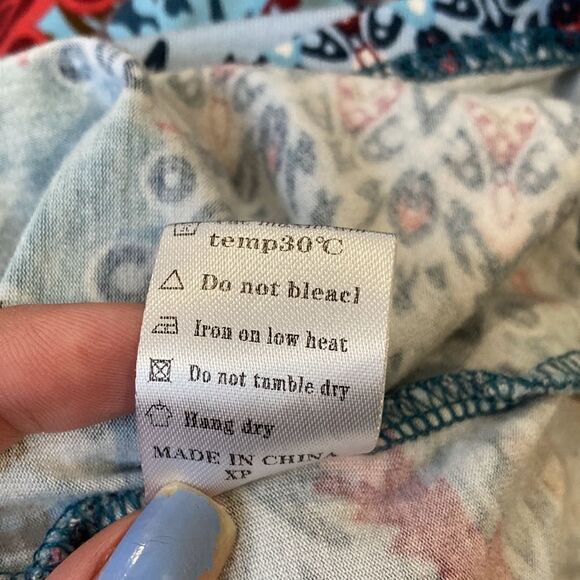 temp30°C
Do not bleacl
Iron on low heat
Do not tumble dry
Hang dry
MADE IN CHINA
XP